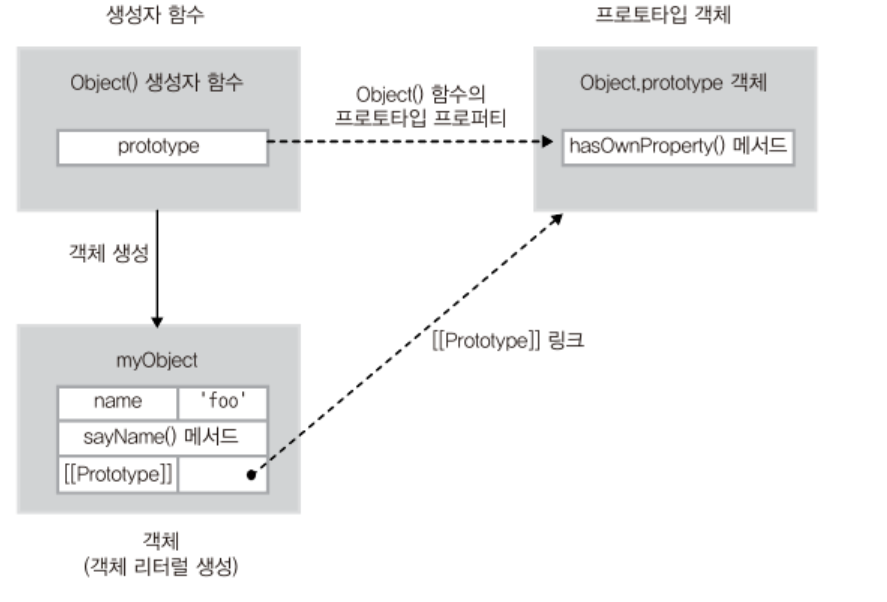 생성자 함수
프로토타입 객체
Object() 생성자 함수
prototype
Object() 함수의
프로토타입 프로퍼티
Object.prototype 객체
hasOwnProperty() 메서드
객체 생성
[[Prototype]] 링크
myObject
name 'foo'
sayName() 메서드
[[Prototype]]
객체
(객체 리터럴 생성)